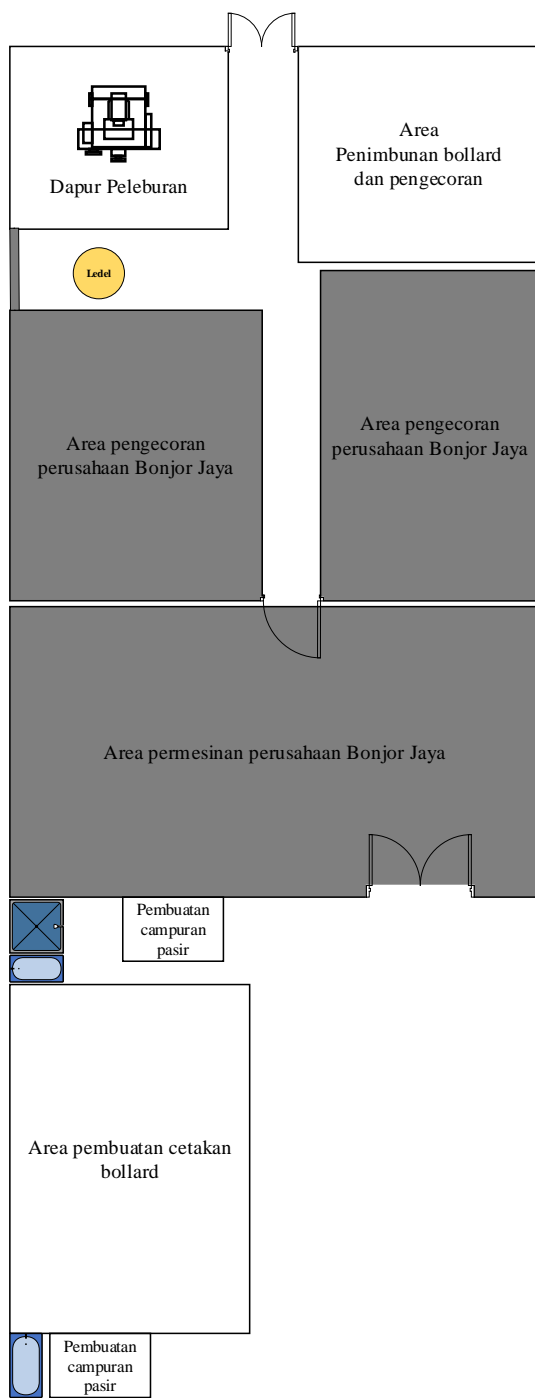 Dapur Peleburan
Area
Penimbunan bollard
dan pengecoran
Ledel
Area pengecoran
perusahaan Bonjor Jaya
Area pengecoran
perusahaan Bonjor Jaya
Area permesinan perusahaan Bonjor Jaya
Pembuatan
campuran
pasir
Area pembuatan cetakan
bollard
Pembuatan
campuran
pasir